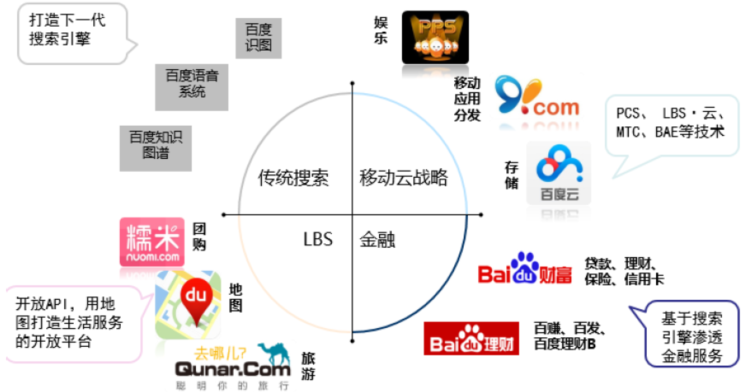 打造下一代
搜索引擎
百度
识图
百度语音
系统
百度知识
图谱
娱
乐
PPS
移动
应用
分发
91.com
PCS、 LBS·云、
MTC、BAE等技术
存
储
百度云
传统搜索
移动云战略
LBS
金融
糯米
nuomi.com
团
购
du
地
图
开放API，用地
图打造生活服务
的开放平台
去哪儿?
Qunar.Com
聪明你的旅行
旅
游
Baidu财富
贷款、理财、
保险、信用卡
Baidu理财
百赚、百发、
百度理财B
基于搜索
引擎渗透
金融服务